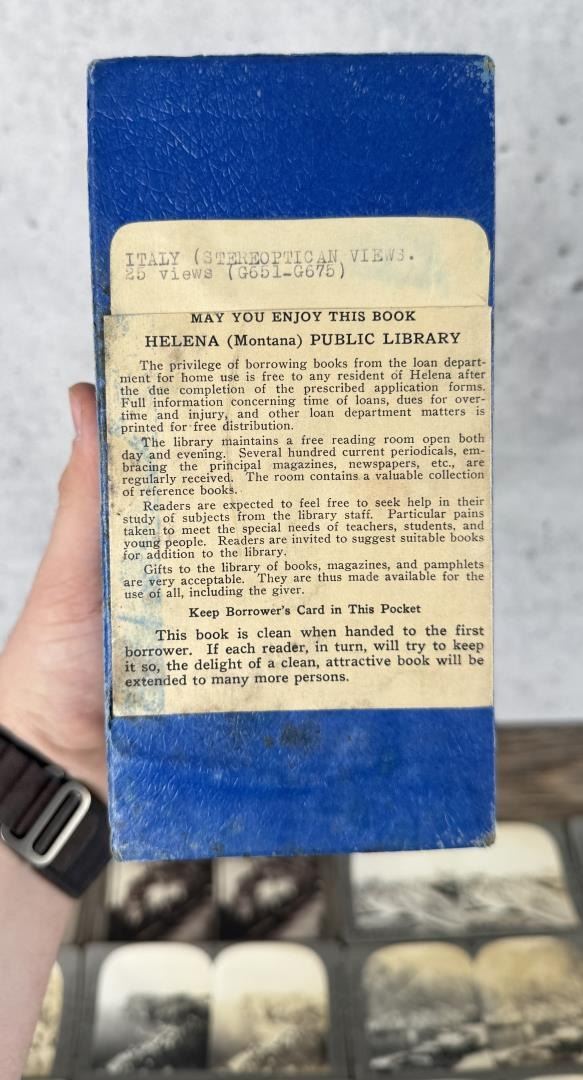 ITALY (STEREOPTICAN VIEWS.
25 views (G651-G675)
MAY YOU ENJOY THIS BOOK
HELENA (Montana) PUBLIC LIBRARY
The privilege of borrowing books from the loan depart-
ment for home use is free to any resident of Helena after
the due completion of the prescribed application forms.
Full information concerning time of loans, dues for over-
time and injury, and other loan department matters is
printed for free distribution.
The library maintains a free reading room open both
day and evening. Several hundred current periodicals, em-
bracing the principal magazines, newspapers, etc., are
regularly received. The room contains a valuable collection
of reference books.
Readers are expected to feel free to seek help in their
study of subjects from the library staff. Particular pains
taken to meet the special needs of teachers, students, and
young people. Readers are invited to suggest suitable books
for addition to the library.
Gifts to the library of books, magazines, and pamphlets
are very acceptable. They are thus made available for the
use of all, including the giver.
Keep Borrower's Card in This Pocket
This book is clean when handed to the first
borrower. If each reader, in turn, will try to keep
it so, the delight of a clean, attractive book will be
extended to many more persons.